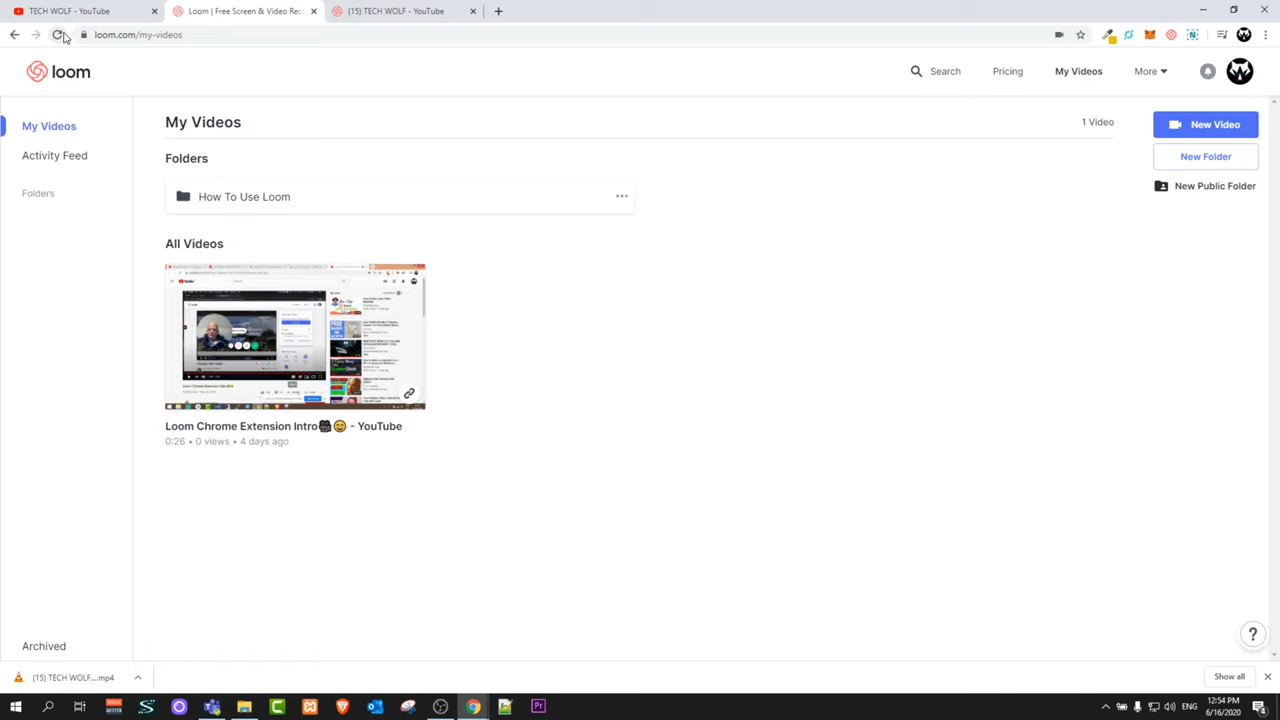 TECH WOLF - YouTube
Loom | Free Screen & Video Rec
(15) TECH WOLF - YouTube
loom.com/my-videos
loom
Search
Pricing
My Videos
More
My Videos
Activity Feed
Folders
Archived
My Videos
1 Video
Folders
How To Use Loom
All Videos
Loom Chrome Extension Intro🎥😄 - YouTube
0:26 • 0 views • 4 days ago
New Video
New Folder
New Public Folder
?
(15) TECH WOLF....mp4
Show all
12:54 PM
6/16/2020
4